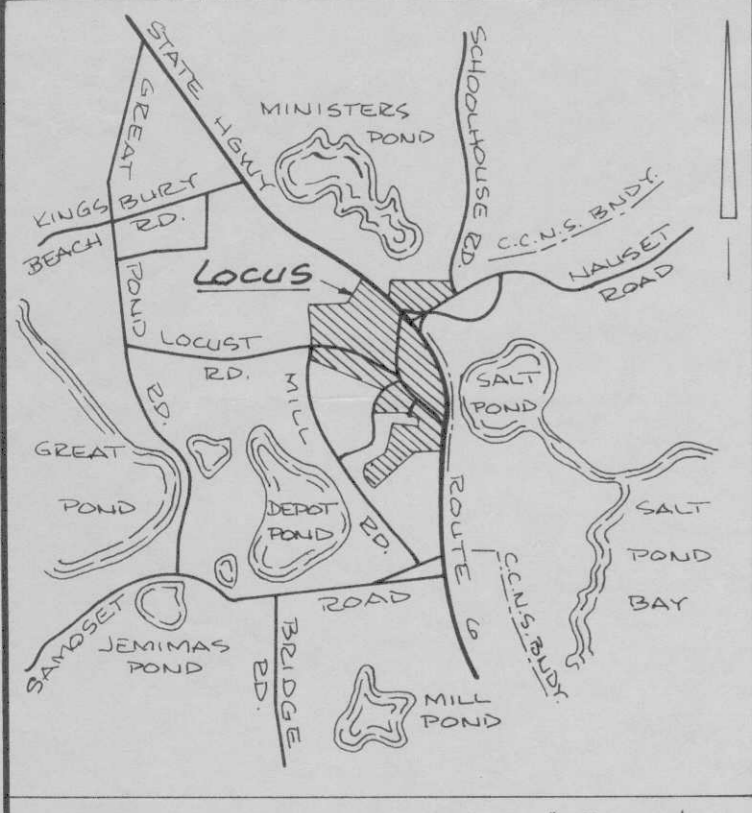 STATE HGWY
SCHOOLHOUSE RD.
GREAT
POND
RD.
MINISTERS
POND
KINGSBURY
BEACH RD.
C.C.N.S. BNDY.
NAUSET
ROAD
LOCUS
LOCUST
RD.
MILL
RD.
SALT
POND
GREAT
POND
DEPOT
POND
ROUTE 6
SALT
POND
BAY
C.C.N.S. BNDY.
SAMOSET
ROAD
JEMIMAS
POND
BRIDGE
RD.
MILL
POND